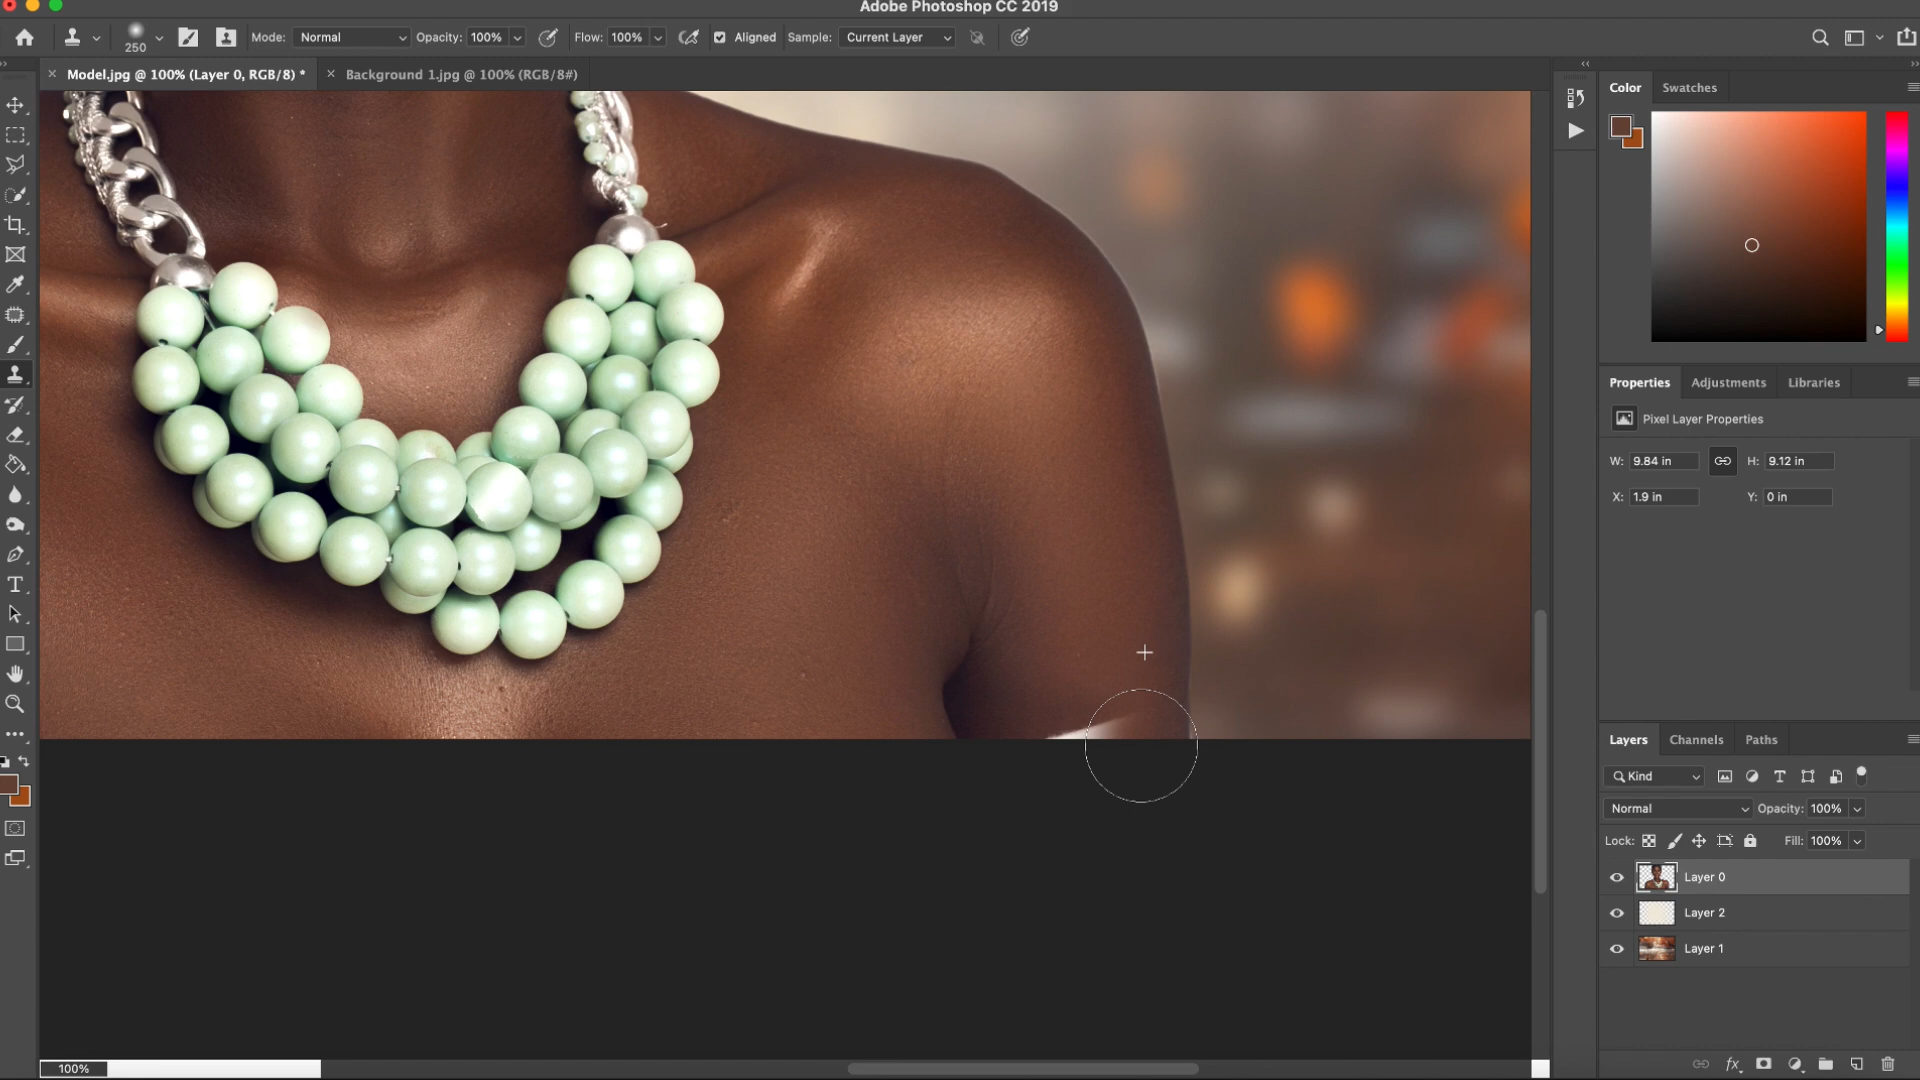 Adobe Photoshop CC 2019
250 Mode: Normal Opacity: 100% Flow: 100% Aligned Sample: Current Layer
Model.jpg @ 100% (Layer 0, RGB/8) * Background 1.jpg @ 100% (RGB/8#)
Color Swatches
Properties Adjustments Libraries
Pixel Layer Properties
W: 9.84 in H: 9.12 in
X: 1.9 in Y: 0 in
Layers Channels Paths
Kind
Normal Opacity: 100%
Lock: Fill: 100%
Layer 0
Layer 2
Layer 1
100% fx